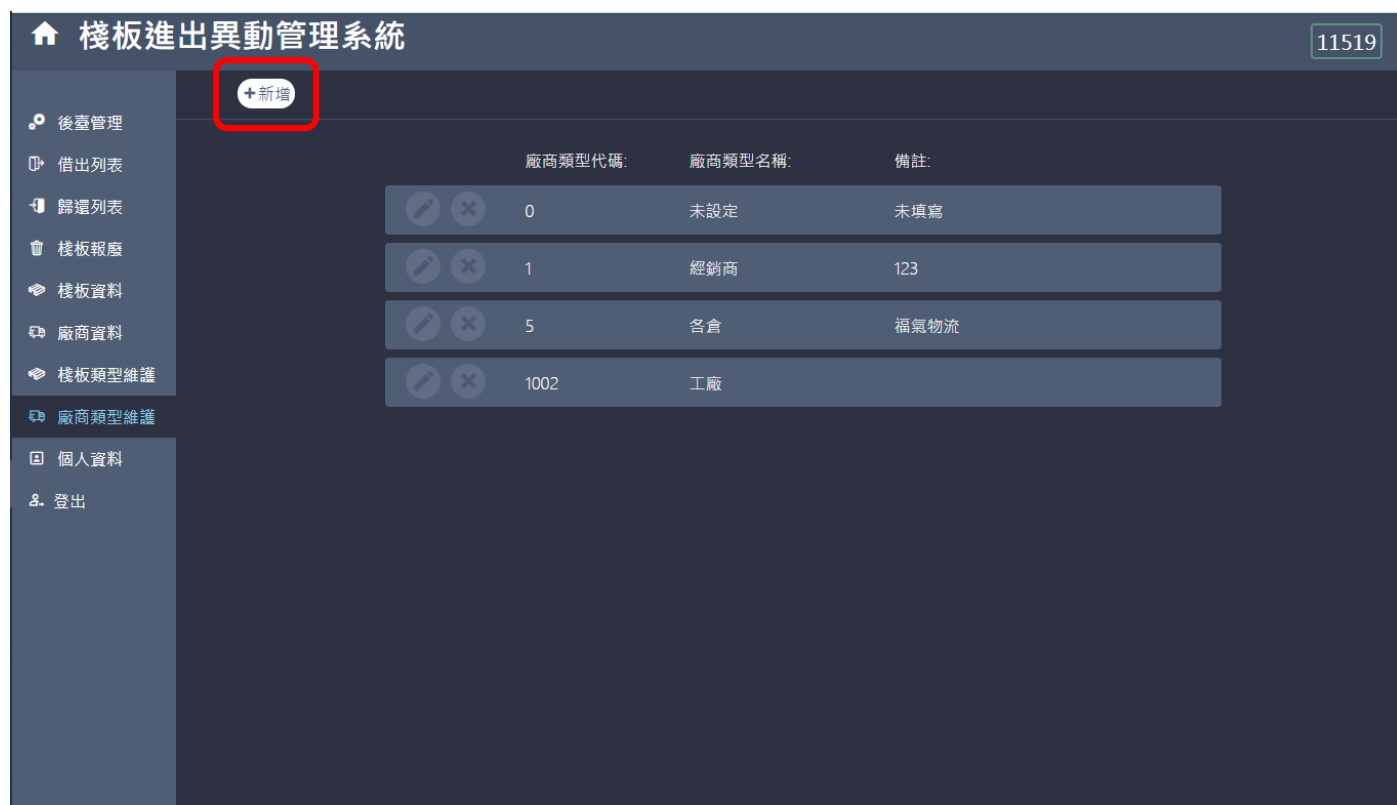 棧板進出異動管理系統
11519
+新增
後臺管理
借出列表
歸還列表
棧板報廢
棧板資料
廠商資料
棧板類型維護
廠商類型維護
個人資料
登出
廠商類型代碼: 廠商類型名稱: 備註:
0 未設定 未填寫
1 經銷商 123
5 各倉 福氣物流
1002 工廠